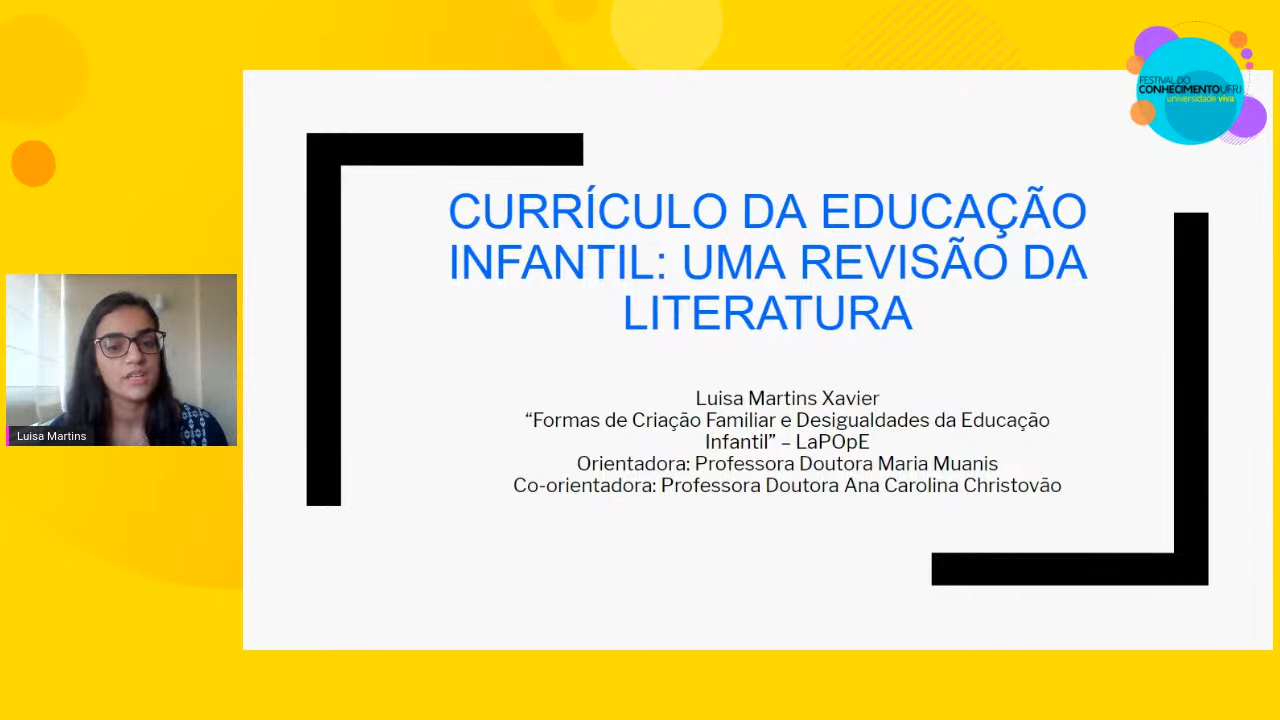 FESTIVAL DO
CONHECIMENTOUFRJ
universidade viva
CURRÍCULO DA EDUCAÇÃO
INFANTIL: UMA REVISÃO DA
LITERATURA
Luisa Martins Xavier
“Formas de Criação Familiar e Desigualdades da Educação
Infantil” – LaPOpE
Orientadora: Professora Doutora Maria Muanis
Co-orientadora: Professora Doutora Ana Carolina Christovão
Luisa Martins